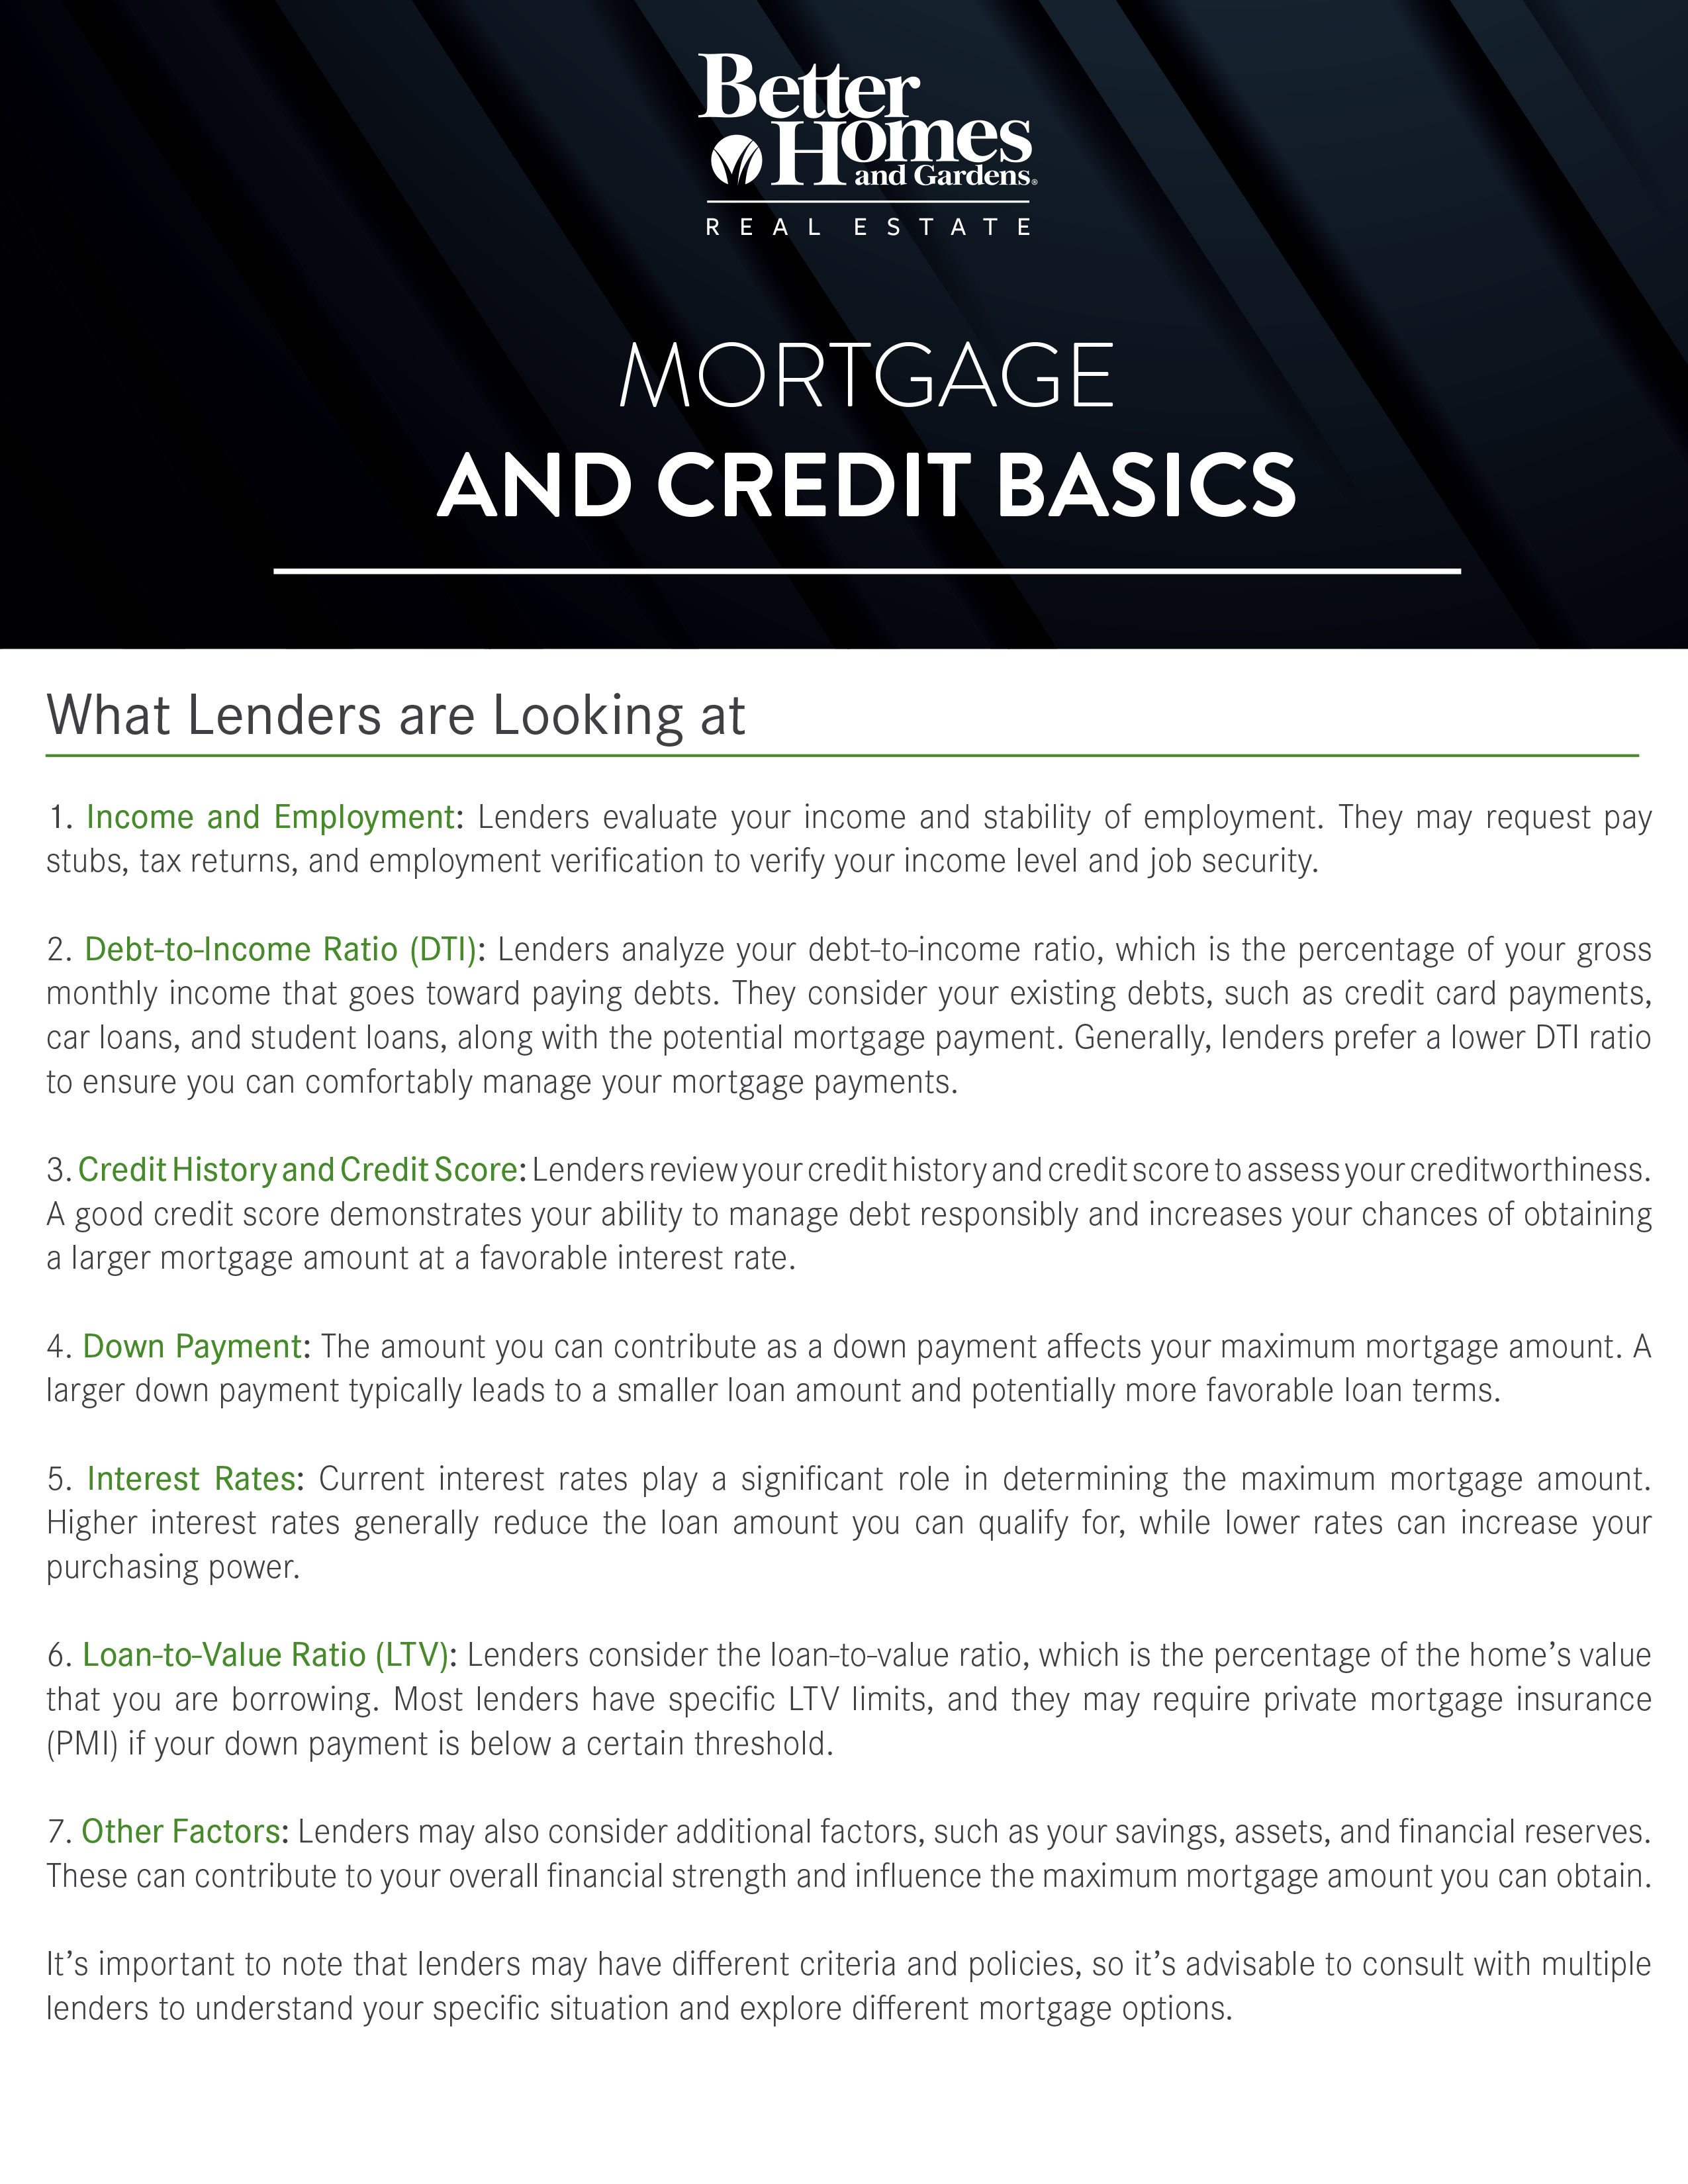 Better
Homes
and Gardens®
REAL ESTATE
MORTGAGE
AND CREDIT BASICS
What Lenders are Looking at
1. Income and Employment: Lenders evaluate your income and stability of employment. They may request pay
stubs, tax returns, and employment verification to verify your income level and job security.
2. Debt-to-Income Ratio (DTI): Lenders analyze your debt-to-income ratio, which is the percentage of your gross
monthly income that goes toward paying debts. They consider your existing debts, such as credit card payments,
car loans, and student loans, along with the potential mortgage payment. Generally, lenders prefer a lower DTI ratio
to ensure you can comfortably manage your mortgage payments.
3. Credit History and Credit Score: Lenders review your credit history and credit score to assess your creditworthiness.
A good credit score demonstrates your ability to manage debt responsibly and increases your chances of obtaining
a larger mortgage amount at a favorable interest rate.
4. Down Payment: The amount you can contribute as a down payment affects your maximum mortgage amount. A
larger down payment typically leads to a smaller loan amount and potentially more favorable loan terms.
5. Interest Rates: Current interest rates play a significant role in determining the maximum mortgage amount.
Higher interest rates generally reduce the loan amount you can qualify for, while lower rates can increase your
purchasing power.
6. Loan-to-Value Ratio (LTV): Lenders consider the loan-to-value ratio, which is the percentage of the home’s value
that you are borrowing. Most lenders have specific LTV limits, and they may require private mortgage insurance
(PMI) if your down payment is below a certain threshold.
7. Other Factors: Lenders may also consider additional factors, such as your savings, assets, and financial reserves.
These can contribute to your overall financial strength and influence the maximum mortgage amount you can obtain.
It’s important to note that lenders may have different criteria and policies, so it’s advisable to consult with multiple
lenders to understand your specific situation and explore different mortgage options.